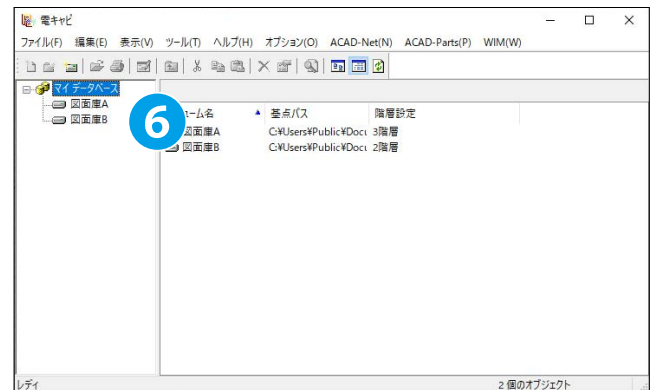 電キャビ
ファイル(F) 編集(E) 表示(V) ツール(T) ヘルプ(H) オプション(O) ACAD-Net(N) ACAD-Parts(P) WIM(W)
マイ データベース
図面庫A
図面庫B
6
ーム名 基点パス 階層設定
図面庫A C:¥Users¥Public¥Docu 3階層
図面庫B C:¥Users¥Public¥Docu 2階層
レディ 2 個のオブジェクト